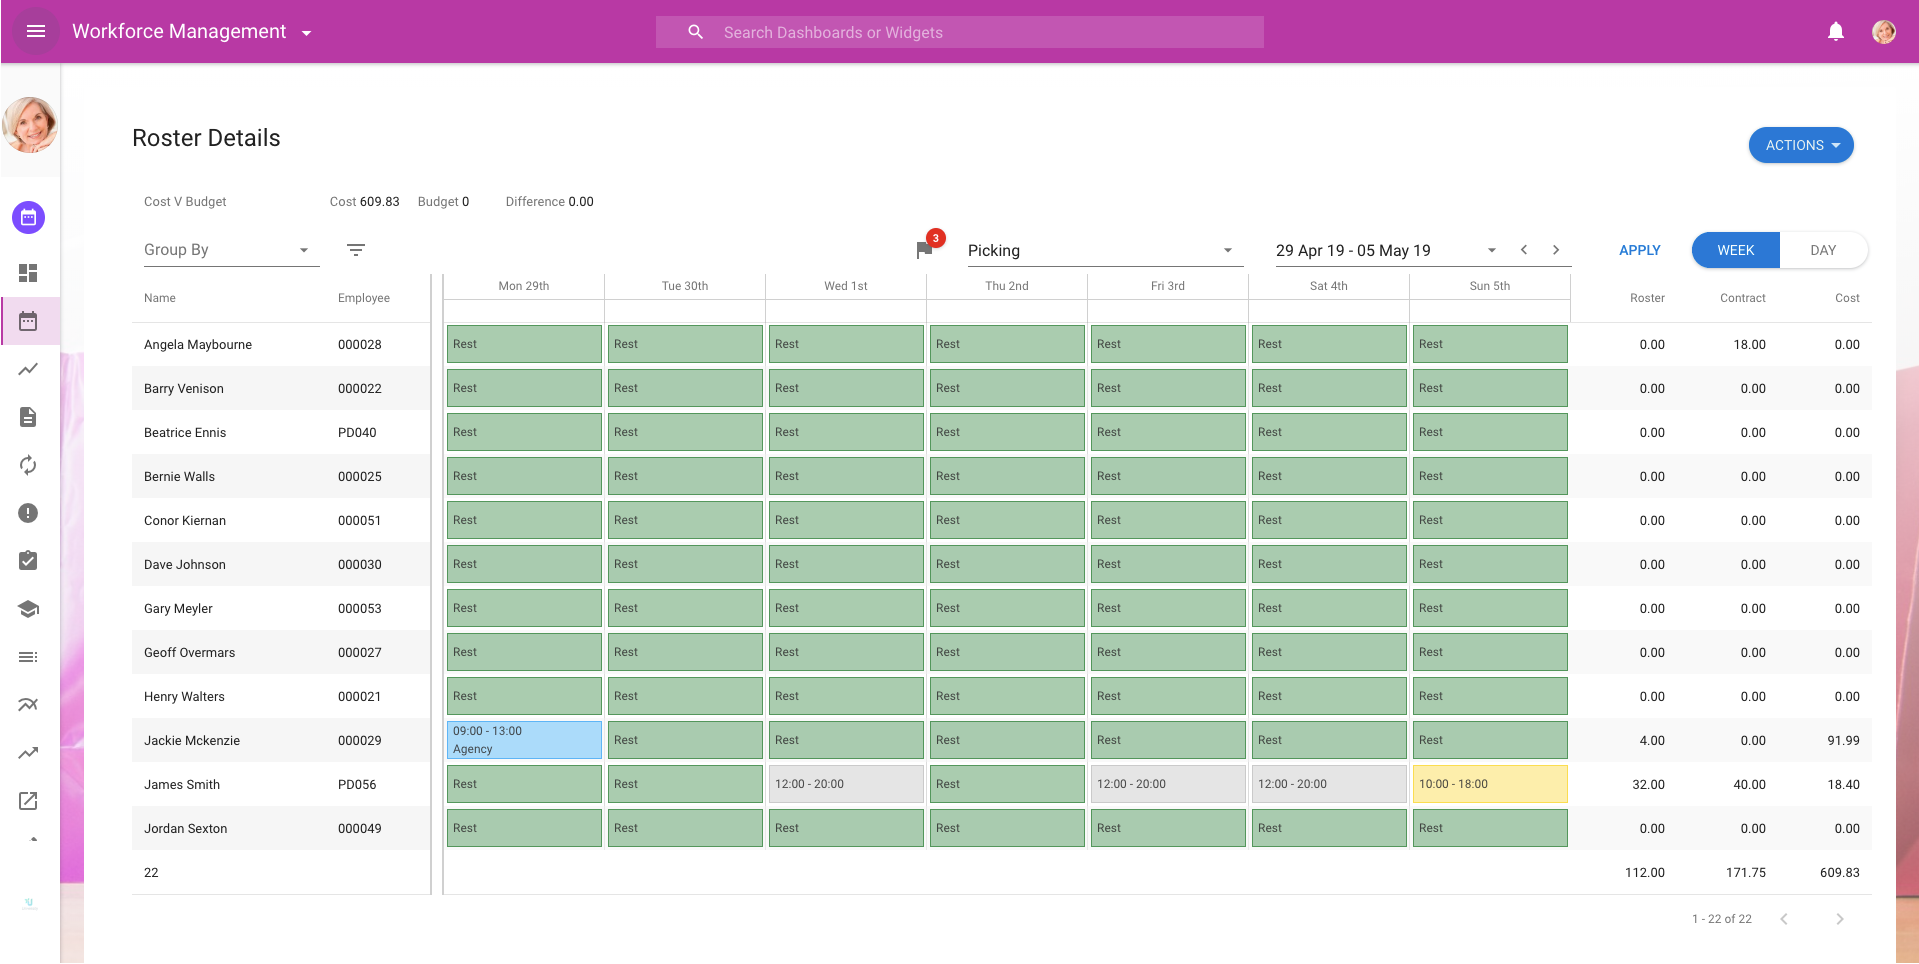 Workforce Management
Search Dashboards or Widgets
Roster Details
ACTIONS
Cost V Budget Cost 609.83 Budget 0 Difference 0.00
Group By 3 Picking 29 Apr 19 - 05 May 19 APPLY WEEK DAY
Name Employee Mon 29th Tue 30th Wed 1st Thu 2nd Fri 3rd Sat 4th Sun 5th Roster Contract Cost
Angela Maybourne 000028 Rest Rest Rest Rest Rest Rest Rest 0.00 18.00 0.00
Barry Venison 000022 Rest Rest Rest Rest Rest Rest Rest 0.00 0.00 0.00
Beatrice Ennis PD040 Rest Rest Rest Rest Rest Rest Rest 0.00 0.00 0.00
Bernie Walls 000025 Rest Rest Rest Rest Rest Rest Rest 0.00 0.00 0.00
Conor Kiernan 000051 Rest Rest Rest Rest Rest Rest Rest 0.00 0.00 0.00
Dave Johnson 000030 Rest Rest Rest Rest Rest Rest Rest 0.00 0.00 0.00
Gary Meyler 000053 Rest Rest Rest Rest Rest Rest Rest 0.00 0.00 0.00
Geoff Overmars 000027 Rest Rest Rest Rest Rest Rest Rest 0.00 0.00 0.00
Henry Walters 000021 Rest Rest Rest Rest Rest Rest Rest 0.00 0.00 0.00
Jackie Mckenzie 000029 09:00 - 13:00 Agency Rest Rest Rest Rest Rest Rest 4.00 0.00 91.99
James Smith PD056 Rest Rest 12:00 - 20:00 Rest 12:00 - 20:00 12:00 - 20:00 10:00 - 18:00 32.00 40.00 18.40
Jordan Sexton 000049 Rest Rest Rest Rest Rest Rest Rest 0.00 0.00 0.00
22 112.00 171.75 609.83
1 - 22 of 22